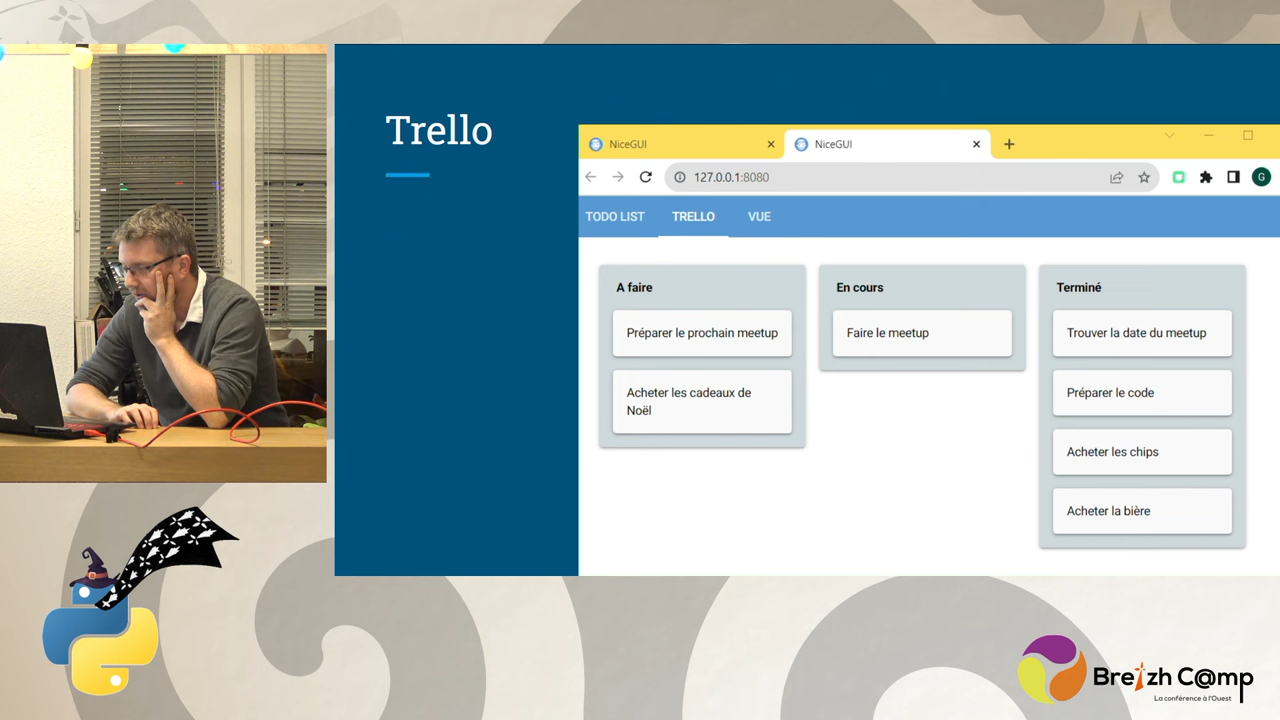 Trello
NiceGUI
NiceGUI
127.0.0.1:8080
G
TODO LIST
TRELLO
VUE
A faire
Préparer le prochain meetup
Acheter les cadeaux de
Noël
En cours
Faire le meetup
Terminé
Trouver la date du meetup
Préparer le code
Acheter les chips
Acheter la bière
Breizh C@mp
La conférence à l'Ouest